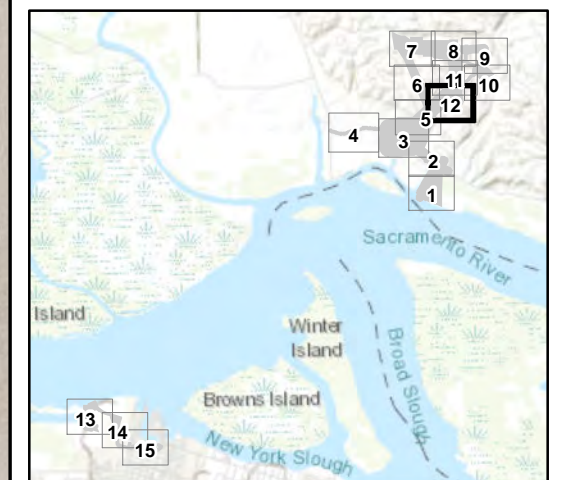 7
8
9
6
11
10
12
5
4
3
2
1
Sacramento River
Island
Winter
Island
Broad Slough
Browns Island
13
14
15
New York Slough